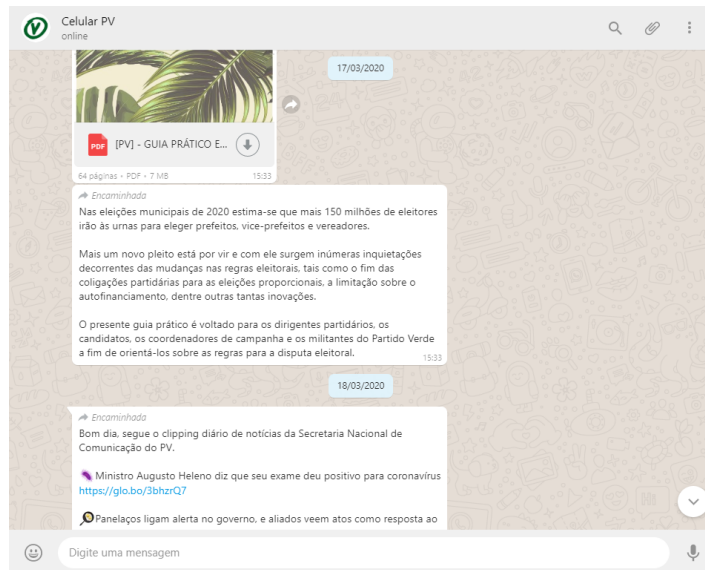 Celular PV
online
17/03/2020
PDF
[PV] - GUIA PRÁTICO E...
64 páginas • PDF • 7 MB
15:33
Encaminhada
Nas eleições municipais de 2020 estima-se que mais 150 milhões de eleitores
irão às urnas para eleger prefeitos, vice-prefeitos e vereadores.
Mais um novo pleito está por vir e com ele surgem inúmeras inquietações
decorrentes das mudanças nas regras eleitorais, tais como o fim das
coligações partidárias para as eleições proporcionais, a limitação sobre o
autofinanciamento, dentre outras tantas inovações.
O presente guia prático é voltado para os dirigentes partidários, os
candidatos, os coordenadores de campanha e os militantes do Partido Verde
a fim de orientá-los sobre as regras para a disputa eleitoral.
15:33
18/03/2020
Encaminhada
Bom dia, segue o clipping diário de notícias da Secretaria Nacional de
Comunicação do PV.
Ministro Augusto Heleno diz que seu exame deu positivo para coronavírus
https://glo.bo/3bhzrQ7
Panelaços ligam alerta no governo, e aliados veem atos como resposta ao
Digite uma mensagem